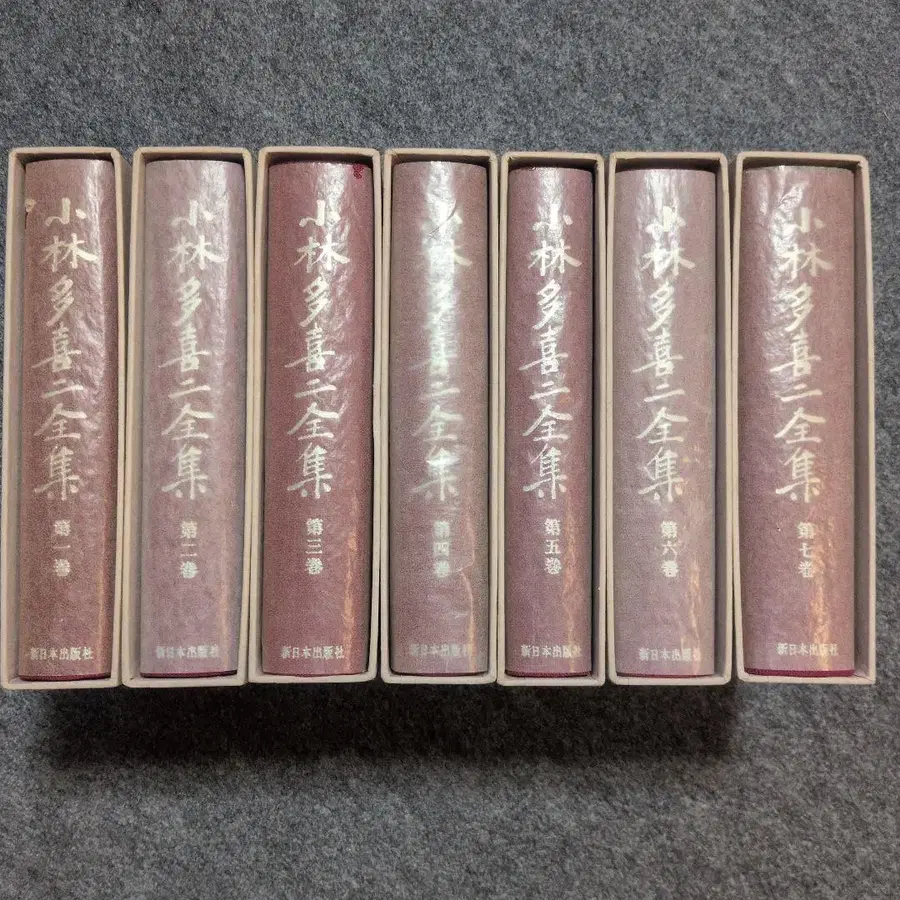 小林多喜二全集
第一巻
新日本出版社
小林多喜二全集
第二巻
新日本出版社
小林多喜二全集
第三巻
新日本出版社
小林多喜二全集
第四巻
新日本出版社
小林多喜二全集
第五巻
新日本出版社
小林多喜二全集
第六巻
新日本出版社
小林多喜二全集
第七巻
新日本出版社